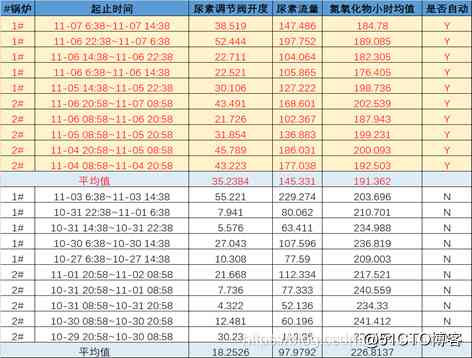 #锅炉 起止时间 尿素调节阀开度 尿素流量 氮氧化物小时均值 是否自动
1# 11-07 6:38~11-07 14:38 38.519 147.486 184.78 Y
1# 11-06 22:38~11-07 6:38 52.444 197.752 189.085 Y
1# 11-06 14:38~11-06 22:38 22.711 104.064 182.305 Y
1# 11-06 6:38~11-06 14:38 22.521 105.865 176.405 Y
1# 11-05 14:38~11-05 22:38 30.106 127.222 198.736 Y
2# 11-06 20:58~11-07 08:58 43.491 168.601 202.539 Y
2# 11-06 08:58~11-06 20:58 21.726 102.367 187.943 Y
2# 11-05 08:58~11-05 20:58 31.854 136.883 199.231 Y
2# 11-04 20:58~11-05 08:58 45.789 186.031 200.093 Y
2# 11-04 08:58~11-04 20:58 43.223 177.038 192.503 Y
平均值 35.2384 145.331 191.362
1# 11-03 6:38~11-03 14:38 55.221 229.274 203.696 N
1# 10-31 22:38~11-01 6:38 7.941 80.062 210.701 N
1# 10-31 14:38~10-31 22:38 5.576 63.411 234.988 N
1# 10-30 6:38~10-30 14:38 27.043 107.596 236.819 N
1# 10-27 6:38~10-27 14:38 10.308 77.59 209.003 N
2# 11-01 20:58~11-02 08:58 21.668 112.334 217.521 N
2# 10-31 20:58~11-01 08:58 7.736 77.333 240.559 N
2# 10-31 08:58~10-31 20:58 4.322 52.136 234.33 N
2# 10-30 08:58~10-30 20:58 12.481 60.196 241.412 N
2# 10-29 20:58~10-30 08:58 30.23
平均值 18.2526 97.9792 226.8137
@51CTO博客